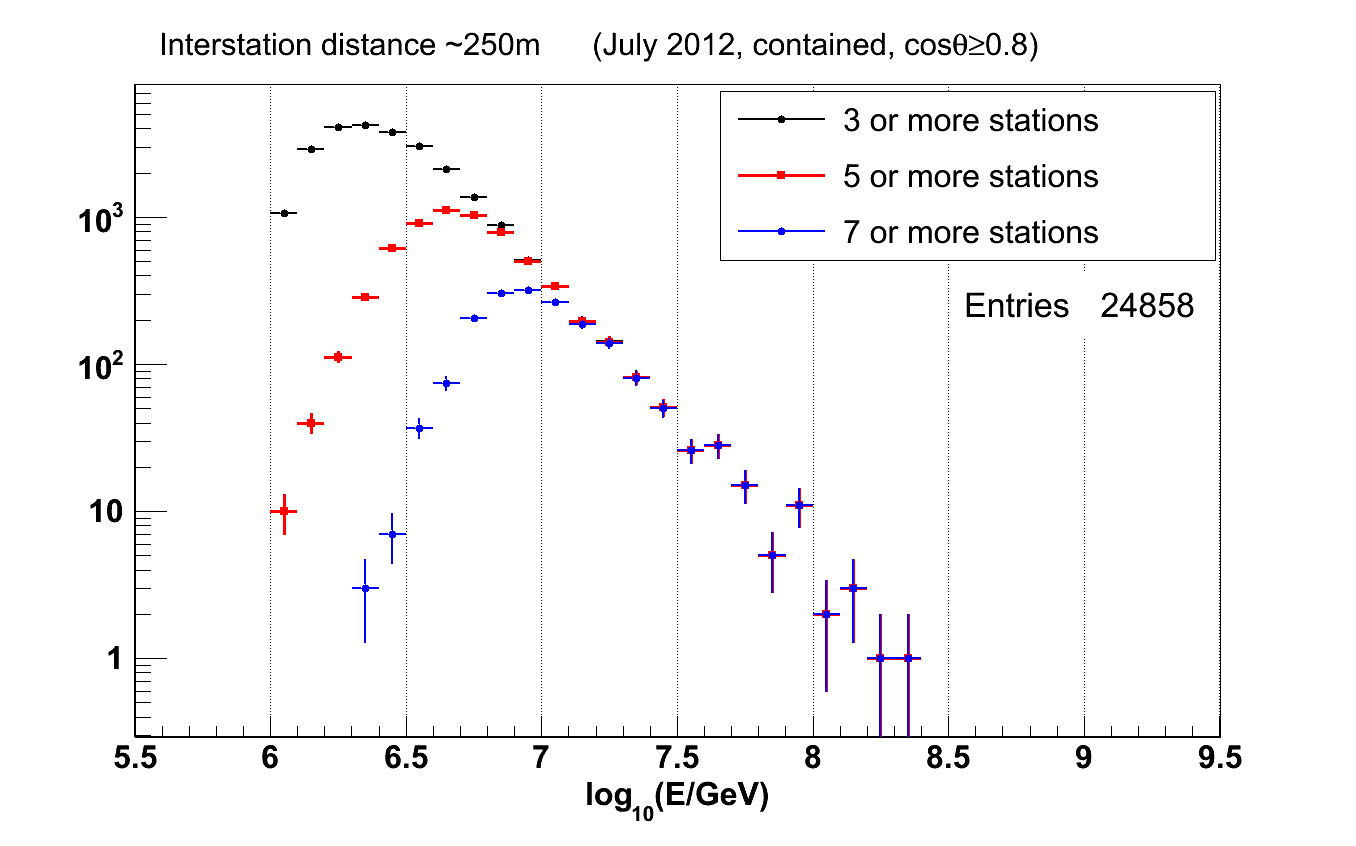 Interstation distance ~250m (July 2012, contained, cosθ≥0.8)
3 or more stations
5 or more stations
7 or more stations
Entries 24858
10³
10²
10
1
5.5 6 6.5 7 7.5 8 8.5 9 9.5
log₁₀(E/GeV)